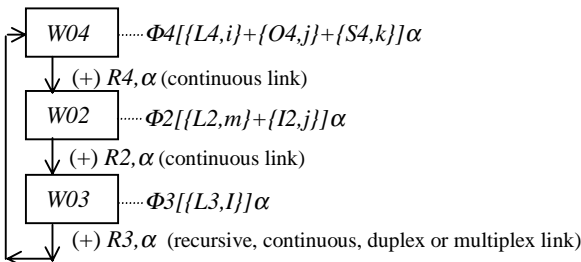 W04 ......Φ4[{L4,i}+{O4,j}+{S4,k}]α
(+) R4,α (continuous link)
W02 ......Φ2[{L2,m}+{I2,j}]α
(+) R2,α (continuous link)
W03 ......Φ3[{L3,I}]α
(+) R3,α (recursive, continuous, duplex or multiplex link)